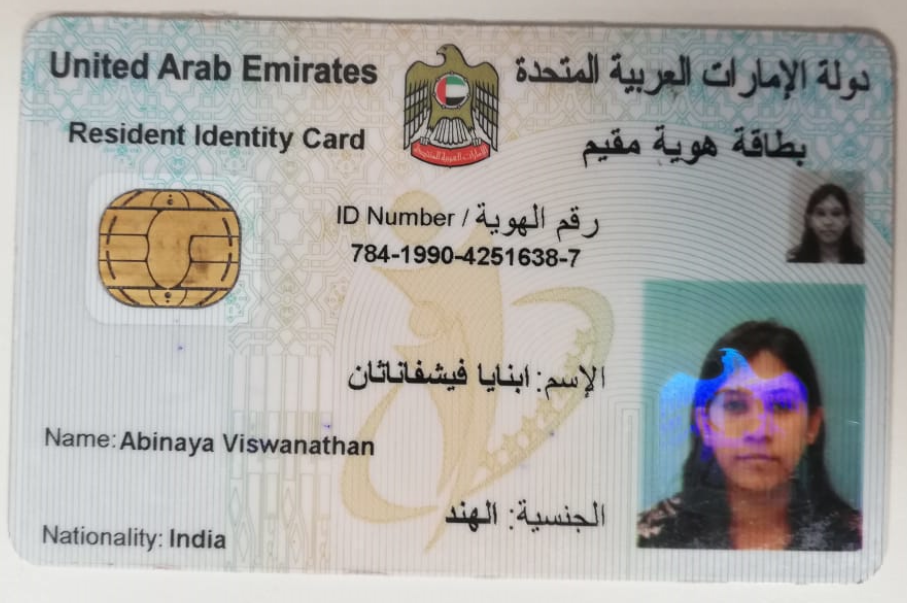 United Arab Emirates
دولة الإمارات العربية المتحدة
Resident Identity Card
بطاقة هوية مقيم
ID Number / رقم الهوية
784-1990-4251638-7
الإسم: ابنايا فيشفاناثان
Name: Abinaya Viswanathan
الجنسية: الهند
Nationality: India